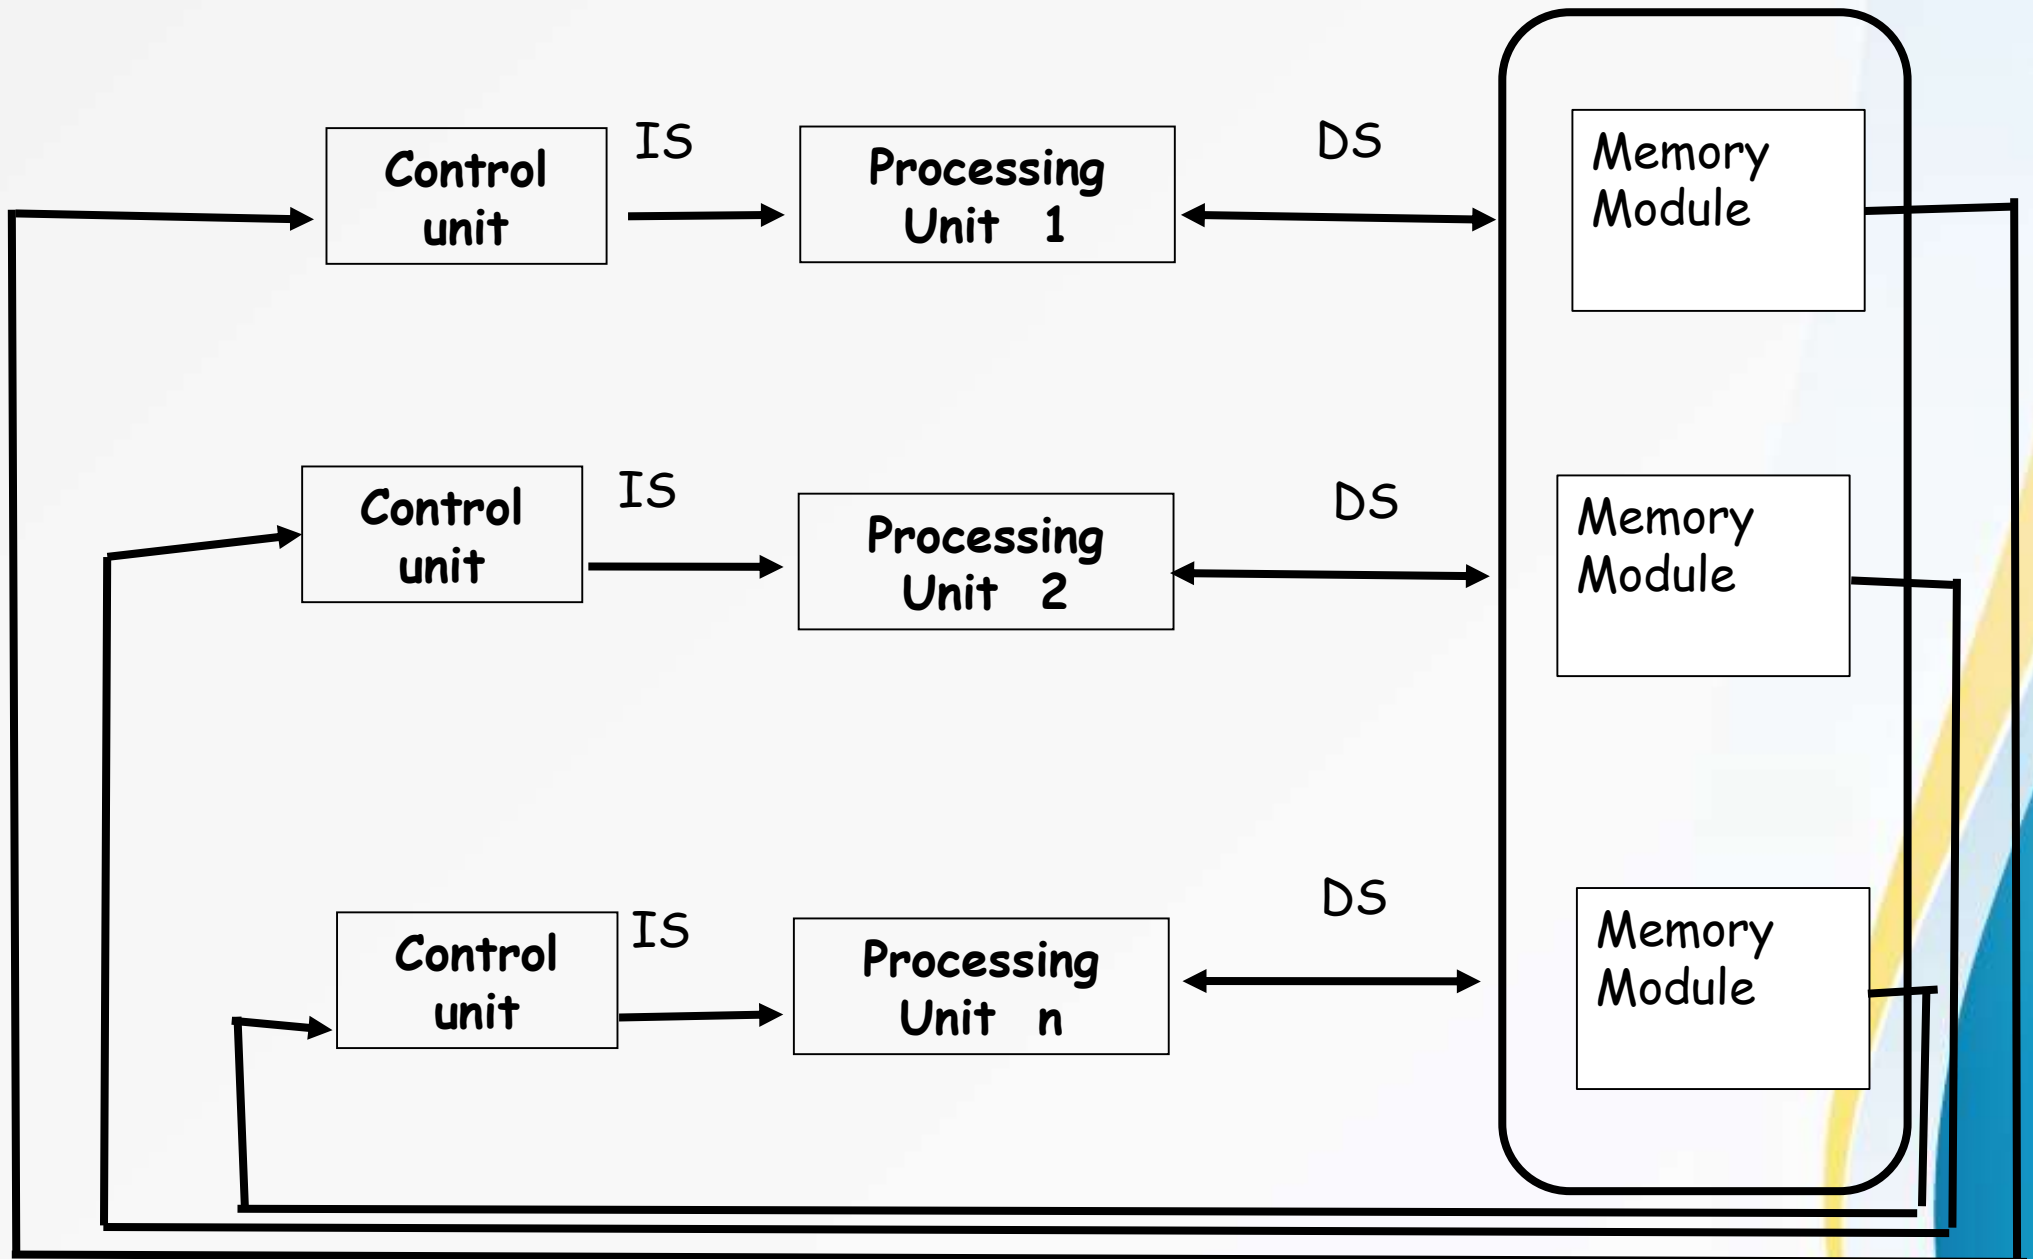 Control
unit
IS
Processing
Unit 1
DS
Memory
Module
Control
unit
IS
Processing
Unit 2
DS
Memory
Module
Control
unit
IS
Processing
Unit n
DS
Memory
Module